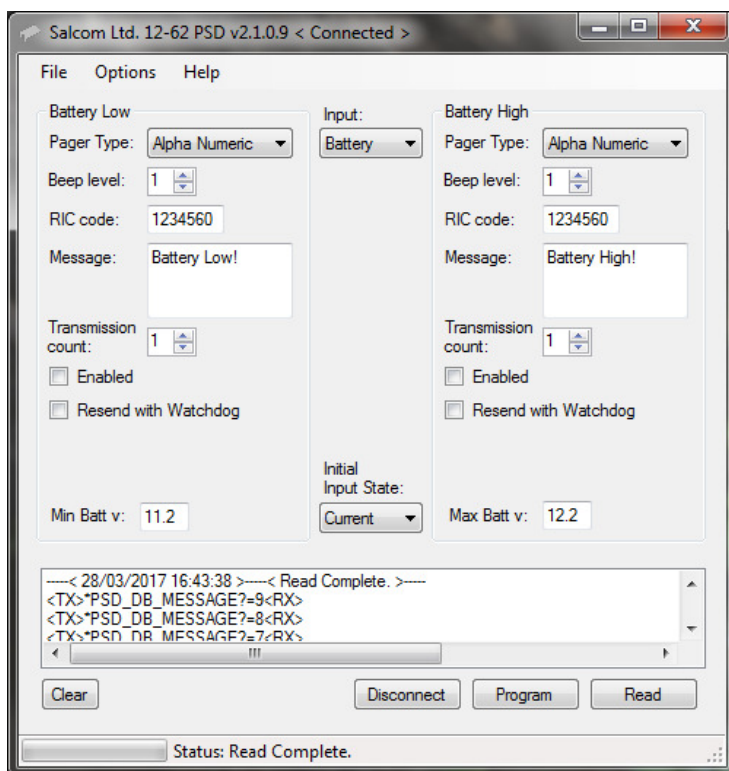 Salcom Ltd. 12-62 PSD v2.1.0.9 < Connected >
File Options Help
Battery Low
Pager Type: Alpha Numeric
Beep level: 1
RIC code: 1234560
Message: Battery Low!
Transmission
count: 1
Enabled
Resend with Watchdog
Min Batt v: 11.2
Input:
Battery
Initial
Input State:
Current
Battery High
Pager Type: Alpha Numeric
Beep level: 1
RIC code: 1234560
Message: Battery High!
Transmission
count: 1
Enabled
Resend with Watchdog
Max Batt v: 12.2
-----< 28/03/2017 16:43:38 >-----< Read Complete. >-----
<TX>*PSD_DB_MESSAGE?=9<RX>
<TX>*PSD_DB_MESSAGE?=8<RX>
<TX>*PSD_DB_MESSAGE?=7<RX>
Clear Disconnect Program Read
Status: Read Complete.